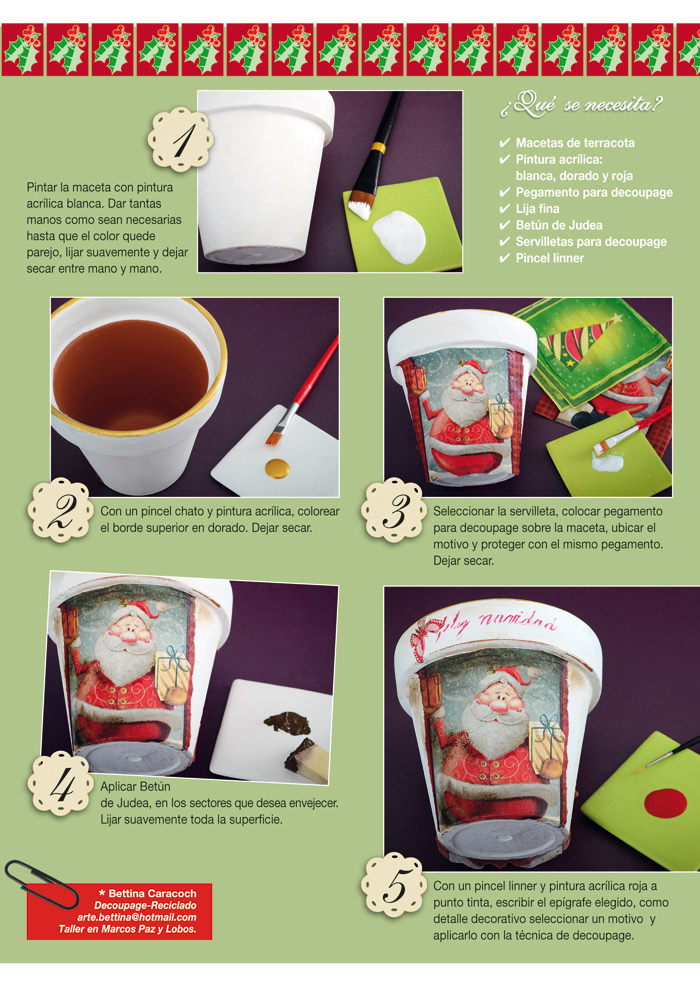 ¿Qué se necesita?
✔ Macetas de terracota
✔ Pintura acrílica:
blanca, dorado y roja
✔ Pegamento para decoupage
✔ Lija fina
✔ Betún de Judea
✔ Servilletas para decoupage
✔ Pincel linner
1
Pintar la maceta con pintura
acrílica blanca. Dar tantas
manos como sean necesarias
hasta que el color quede
parejo, lijar suavemente y dejar
secar entre mano y mano.
2
Con un pincel chato y pintura acrílica, colorear
el borde superior en dorado. Dejar secar.
3
Seleccionar la servilleta, colocar pegamento
para decoupage sobre la maceta, ubicar el
motivo y proteger con el mismo pegamento.
Dejar secar.
4
Aplicar Betún
de Judea, en los sectores que desea envejecer.
Lijar suavemente toda la superficie.
navidad
5
Con un pincel linner y pintura acrílica roja a
punto tinta, escribir el epígrafe elegido, como
detalle decorativo seleccionar un motivo y
aplicarlo con la técnica de decoupage.
★ Bettina Caracoch
Decoupage-Reciclado
arte.bettina@hotmail.com
Taller en Marcos Paz y Lobos.